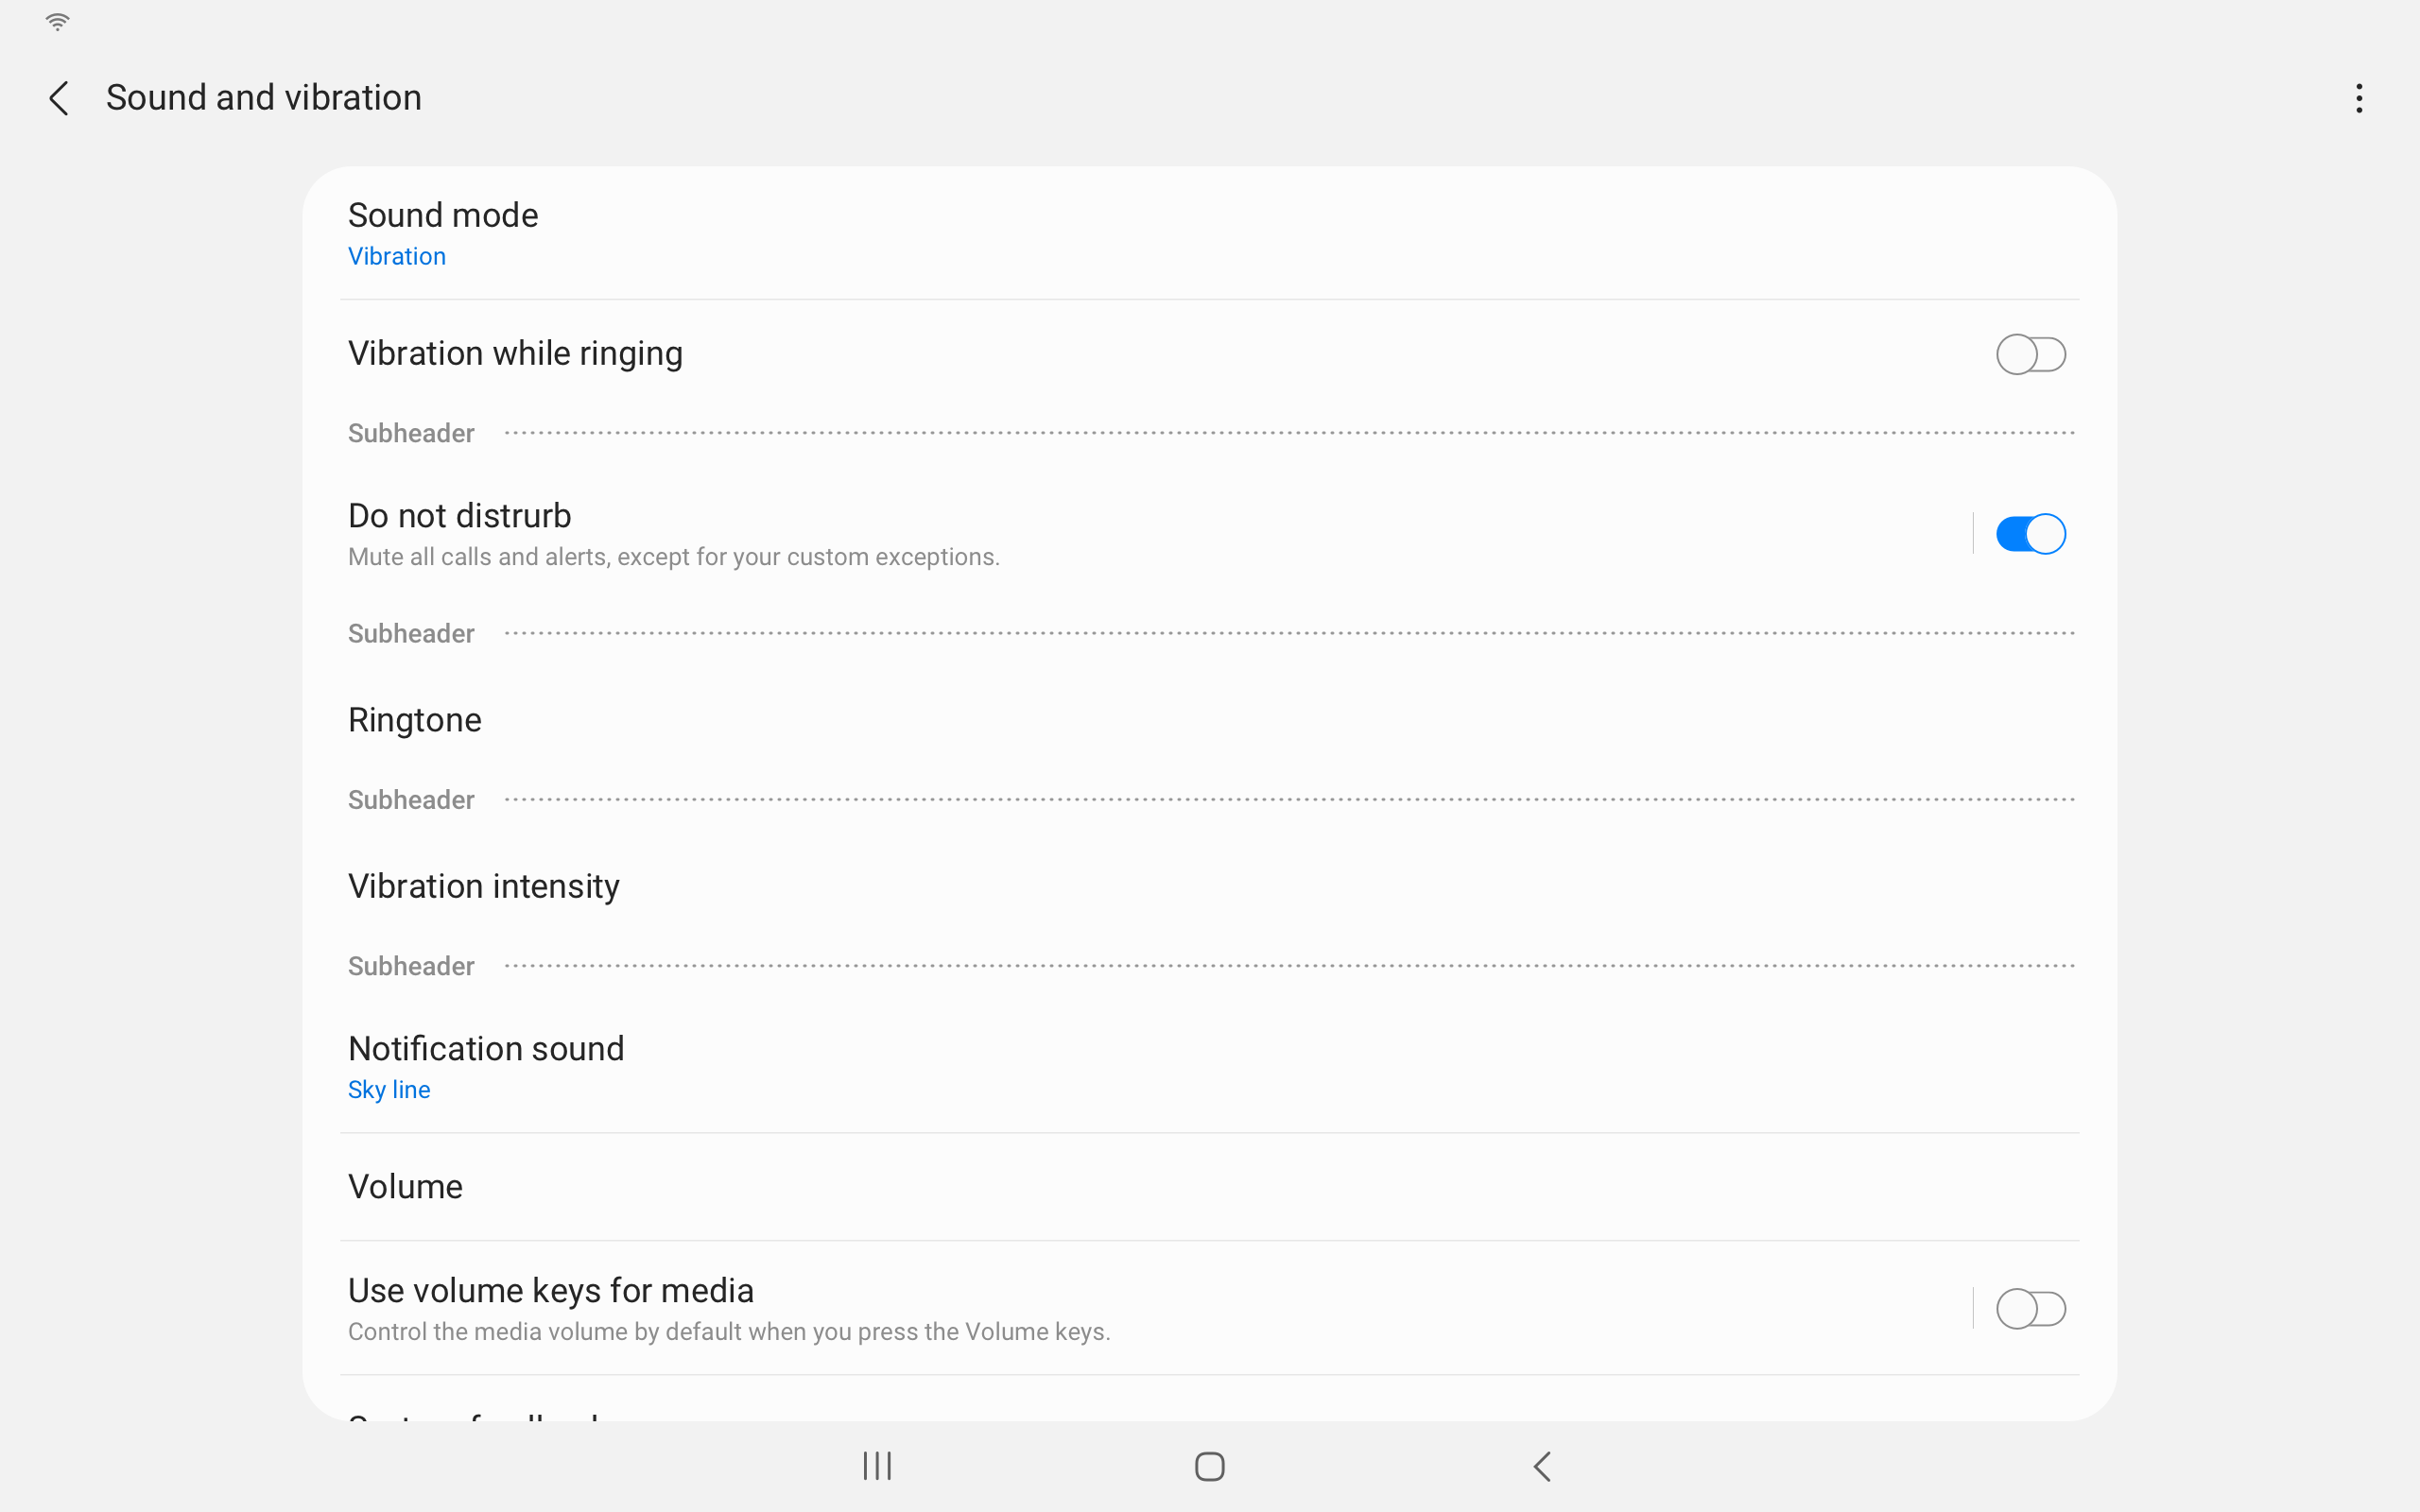 Sound and vibration
Sound mode
Vibration
Vibration while ringing
Subheader
Do not distrurb
Mute all calls and alerts, except for your custom exceptions.
Subheader
Ringtone
Subheader
Vibration intensity
Subheader
Notification sound
Sky line
Volume
Use volume keys for media
Control the media volume by default when you press the Volume keys.